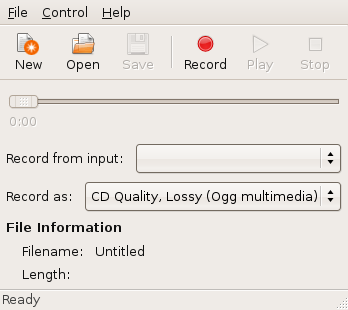 File Control Help
New Open Save Record Play Stop
0:00
Record from input:
Record as: CD Quality, Lossy (Ogg multimedia)
File Information
Filename: Untitled
Length:
Ready